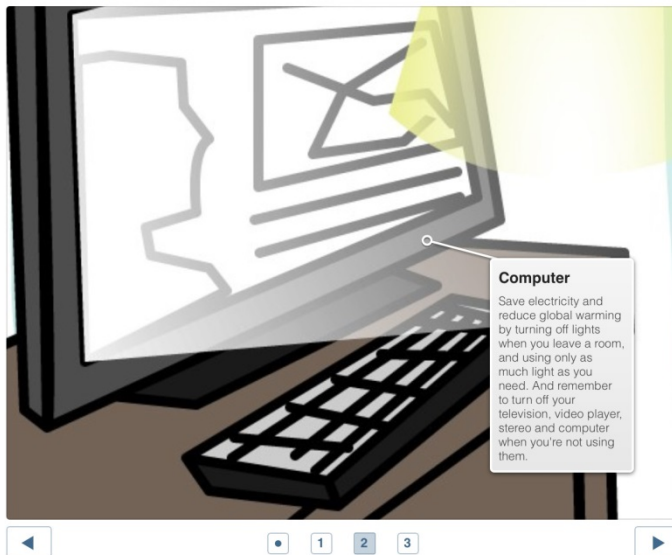 Computer
Save electricity and
reduce global warming
by turning off lights
when you leave a room,
and using only as
much light as you
need. And remember
to turn off your
television, video player,
stereo and computer
when you're not using
them.
1 2 3